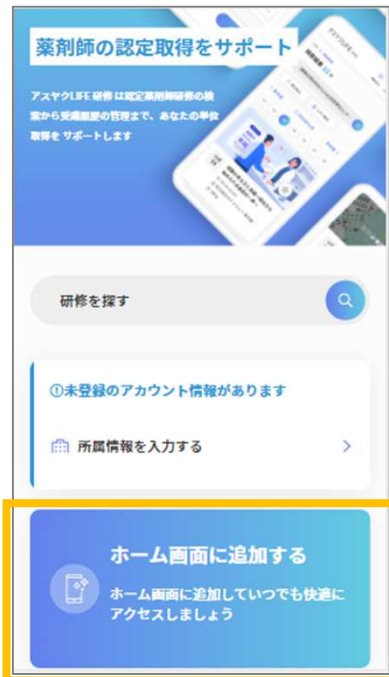 薬剤師の認定取得をサポート
アスヤクLIFE 研修 は認定薬剤師研修の検
索から受講履歴の管理まで、あなたの単位
取得を サポートします
研修を探す
未登録のアカウント情報があります
所属情報を入力する
ホーム画面に追加する
ホーム画面に追加していつでも快適に
アクセスしましょう